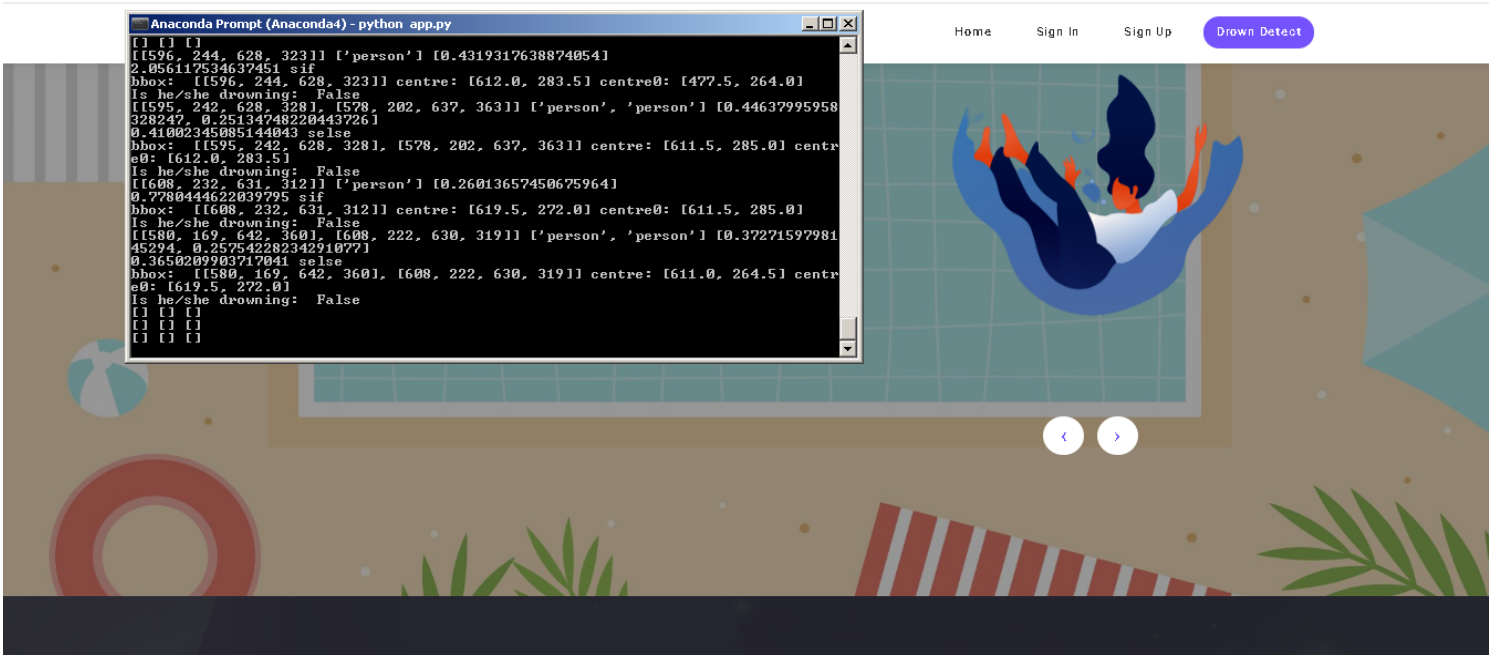 Anaconda Prompt (Anaconda4) - python app.py
Home Sign In Sign Up Drown Detect
[] [] []
[[596, 244, 628, 323]] ['person'] [0.4319317638874054]
2.056117534637451 sif
bbox:  [[596, 244, 628, 323]] centre: [612.0, 283.5] centre0: [477.5, 264.0]
Is he/she drowning:  False
[[595, 242, 628, 328], [578, 202, 637, 363]] ['person', 'person'] [0.44637995958
328247, 0.25134748220443726]
0.41002345085144043 selse
bbox:  [[595, 242, 628, 328], [578, 202, 637, 363]] centre: [611.5, 285.0] centr
e0: [612.0, 283.5]
Is he/she drowning:  False
[[608, 232, 631, 312]] ['person'] [0.26013657450675964]
0.7780444622039795 sif
bbox:  [[608, 232, 631, 312]] centre: [619.5, 272.0] centre0: [611.5, 285.0]
Is he/she drowning:  False
[[580, 169, 642, 360], [608, 222, 630, 319]] ['person', 'person'] [0.37271597981
45294, 0.25754228234291077]
0.3650209903717041 selse
bbox:  [[580, 169, 642, 360], [608, 222, 630, 319]] centre: [611.0, 264.5] centr
e0: [619.5, 272.0]
Is he/she drowning:  False
[] [] []
[] [] []
[] [] []